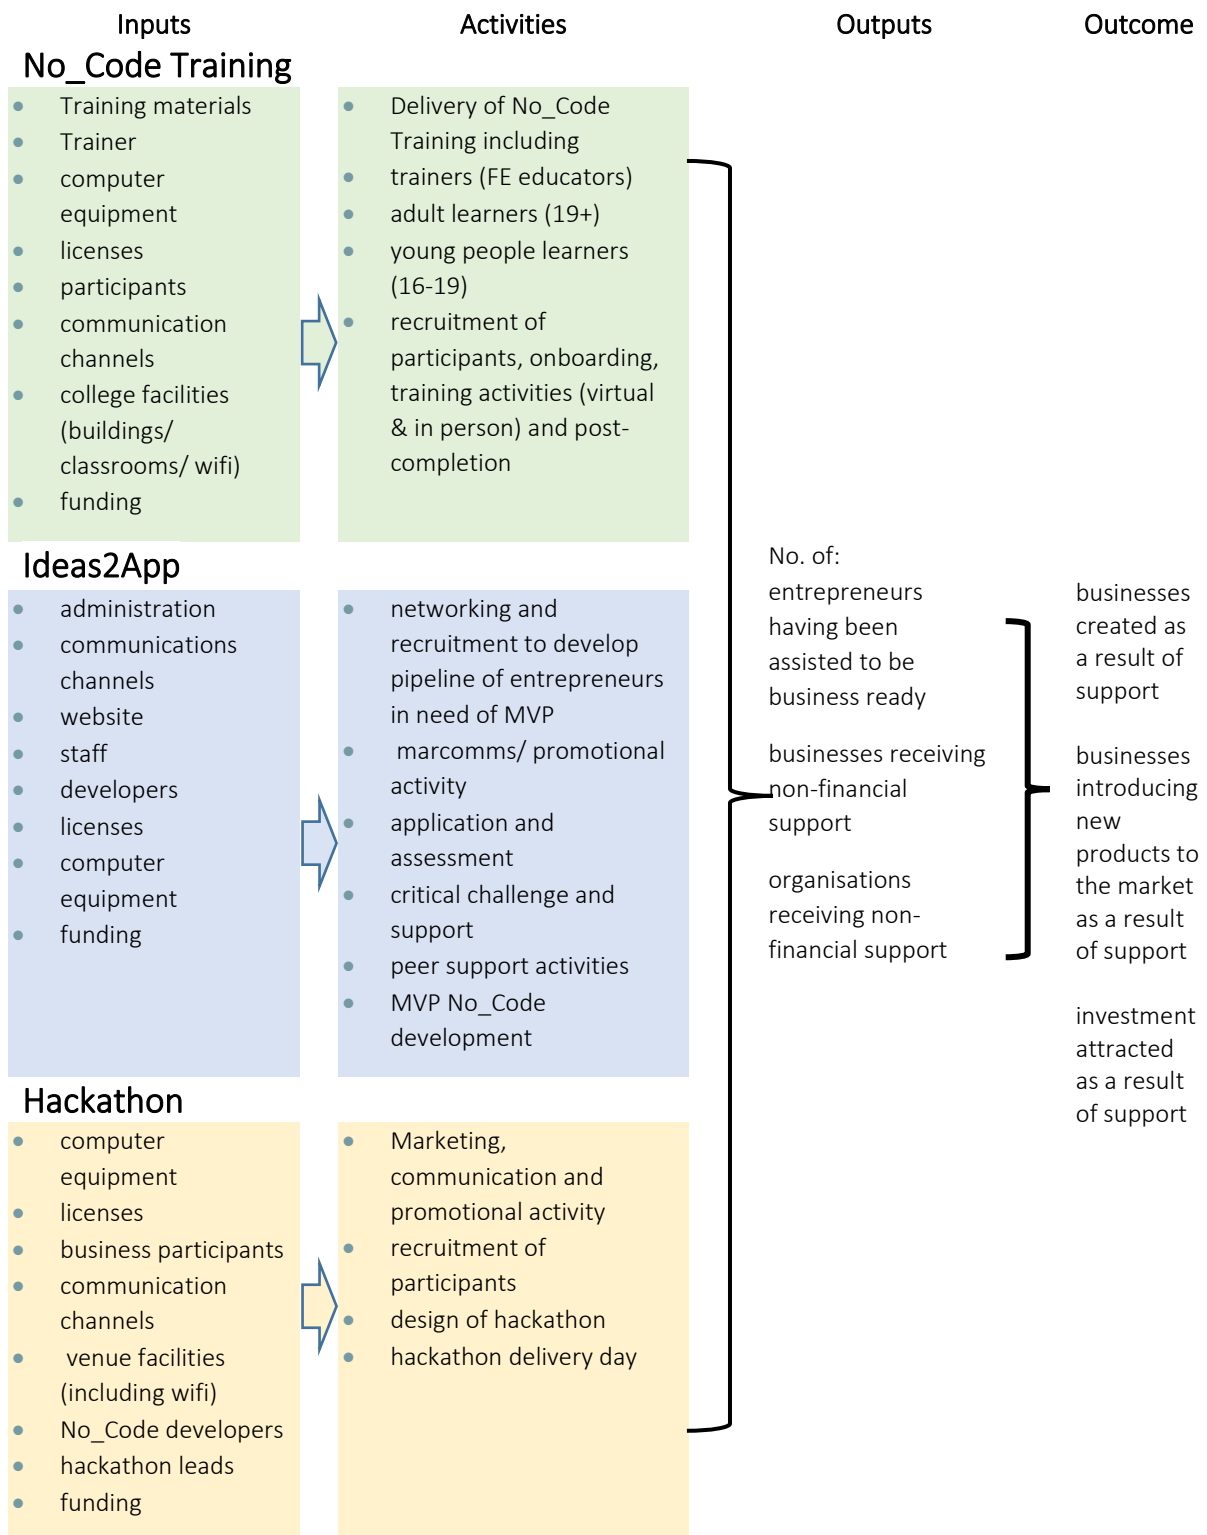 Inputs
Activities
Outputs
Outcome
No_Code Training
Training materials
Trainer
computer
equipment
licenses
participants
communication
channels
college facilities
(buildings/
classrooms/ wifi)
funding
Delivery of No_Code
Training including
trainers (FE educators)
adult learners (19+)
young people learners
(16-19)
recruitment of
participants, onboarding,
training activities (virtual
& in person) and post-
completion
Ideas2App
administration
communications
channels
website
staff
developers
licenses
computer
equipment
funding
networking and
recruitment to develop
pipeline of entrepreneurs
in need of MVP
marcomms/ promotional
activity
application and
assessment
critical challenge and
support
peer support activities
MVP No_Code
development
Hackathon
computer
equipment
licenses
business participants
communication
channels
venue facilities
(including wifi)
No_Code developers
hackathon leads
funding
Marketing,
communication and
promotional activity
recruitment of
participants
design of hackathon
hackathon delivery day
No. of:
entrepreneurs
having been
assisted to be
business ready
businesses receiving
non-financial
support
organisations
receiving non-
financial support
businesses
created as
a result of
support
businesses
introducing
new
products to
the market
as a result
of support
investment
attracted
as a result
of support